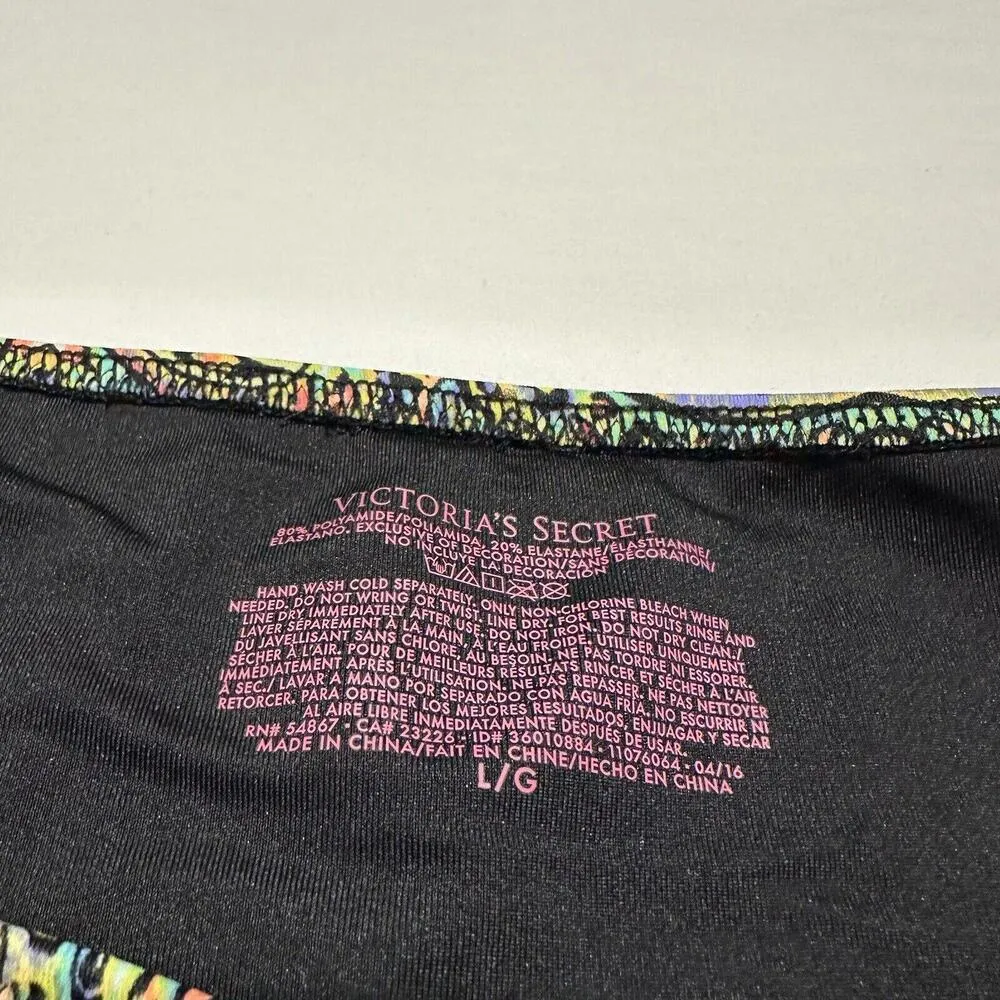 VICTORIA'S SECRET
80% POLYAMIDE/POLIAMIDA, 20% ELASTANE/ÉLASTHANNE/
ELASTANO. EXCLUSIVE OF DECORATION/SANS DÉCORATION/
NO INCLUYE LA DECORACIÓN
HAND WASH COLD SEPARATELY, ONLY NON-CHLORINE BLEACH WHEN
NEEDED. DO NOT WRING OR TWIST. LINE DRY. FOR BEST RESULTS RINSE AND
LINE DRY IMMEDIATELY AFTER USE. DO NOT IRON. DO NOT DRY CLEAN./
LAVER SÉPARÉMENT À LA MAIN, À L'EAU FROIDE. UTILISER UNIQUEMENT
DU JAVELLISANT SANS CHLORE, AU BESOIN. NE PAS TORDRE NI ESSORER.
SÉCHER À L'AIR. POUR DE MEILLEURS RÉSULTATS RINCER ET SÉCHER À L'AIR
IMMÉDIATEMENT APRÈS L'UTILISATION. NE PAS REPASSER. NE PAS NETTOYER
À SEC./ LAVAR A MANO POR SEPARADO CON AGUA FRÍA, NO ESCURRIR NI
RETORCER. PARA OBTENER LOS MEJORES RESULTADOS, ENJUAGAR Y SECAR
AL AIRE LIBRE INMEDIATAMENTE DESPUÉS DE USAR.
RN# 54867 • CA# 23226 • ID# 36010884 • 11076064 • 04/16
MADE IN CHINA/FAIT EN CHINE/HECHO EN CHINA
L/G